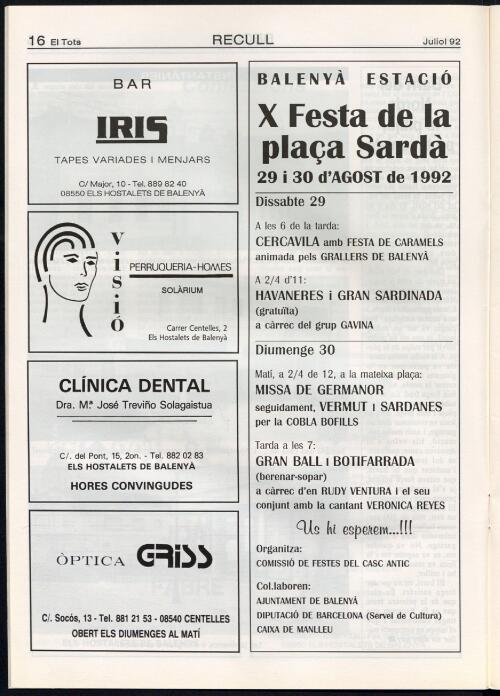 16 El Tots
RECULL
Juliol 92
BAR
IRIS
TAPES VARIADES I MENJARS
C/ Major, 10 - Tel. 889 82 40
08550 ELS HOSTALETS DE BALENYÀ
visió
PERRUQUERIA-HOMES
SOLÀRIUM
Carrer Centelles, 2
Els Hostalets de Balenyà
CLÍNICA DENTAL
Dra. M.ª José Treviño Solagaistua
C/. del Pont, 15, 2on. - Tel. 882 02 83
ELS HOSTALETS DE BALENYÀ
HORES CONVINGUDES
ÒPTICA GRISS
C/. Socós, 13 - Tel. 881 21 53 - 08540 CENTELLES
OBERT ELS DIUMENGES AL MATÍ
BALENYÀ ESTACIÓ
X Festa de la
plaça Sardà
29 i 30 d'AGOST de 1992
Dissabte 29
A les 6 de la tarda:
CERCAVILA amb FESTA DE CARAMELS
animada pels GRALLERS DE BALENYÀ
A 2/4 d'11:
HAVANERES i GRAN SARDINADA
(gratuïta)
a càrrec del grup GAVINA
Diumenge 30
Matí, a 2/4 de 12, a la mateixa plaça:
MISSA DE GERMANOR
seguidament, VERMUT I SARDANES
per la COBLA BOFILLS
Tarda a les 7:
GRAN BALL I BOTIFARRADA
(berenar-sopar)
a càrrec d'en RUDY VENTURA i el seu
conjunt amb la cantant VERONICA REYES
Us hi esperem...!!!
Organitza:
COMISSIÓ DE FESTES DEL CASC ANTIC
Col.laboren:
AJUNTAMENT DE BALENYÀ
DIPUTACIÓ DE BARCELONA (Servei de Cultura)
CAIXA DE MANLLEU